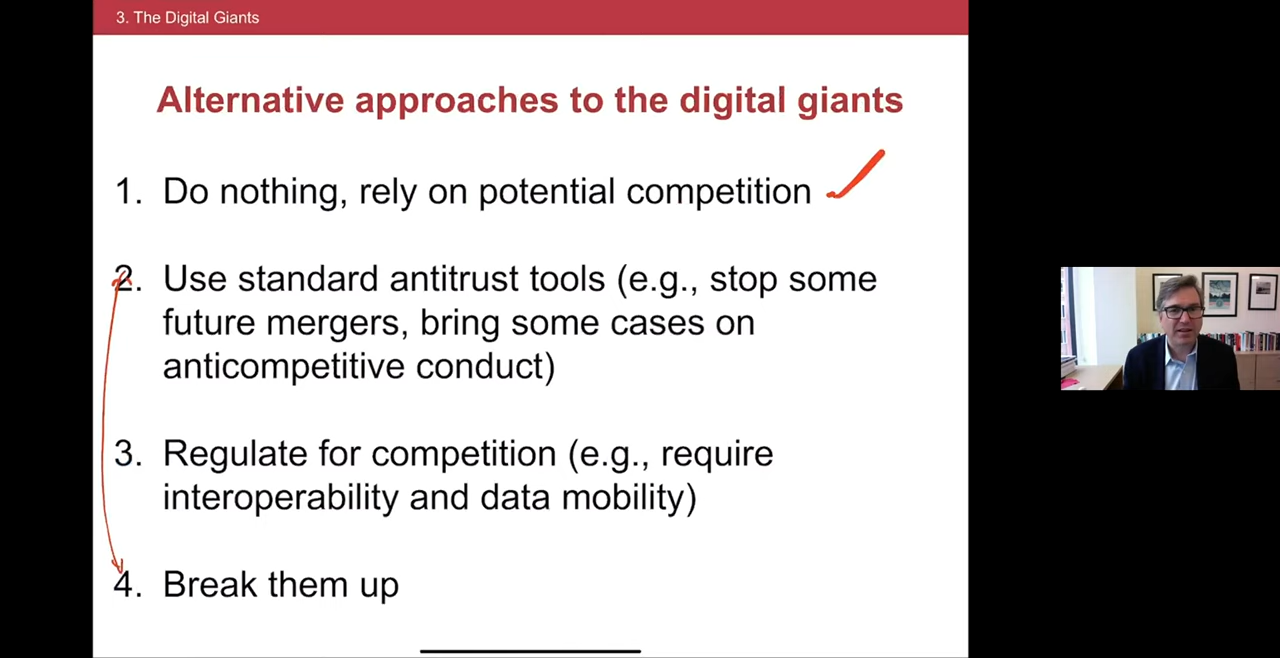 3. The Digital Giants
Alternative approaches to the digital giants
1. Do nothing, rely on potential competition
2. Use standard antitrust tools (e.g., stop some
future mergers, bring some cases on
anticompetitive conduct)
3. Regulate for competition (e.g., require
interoperability and data mobility)
4. Break them up